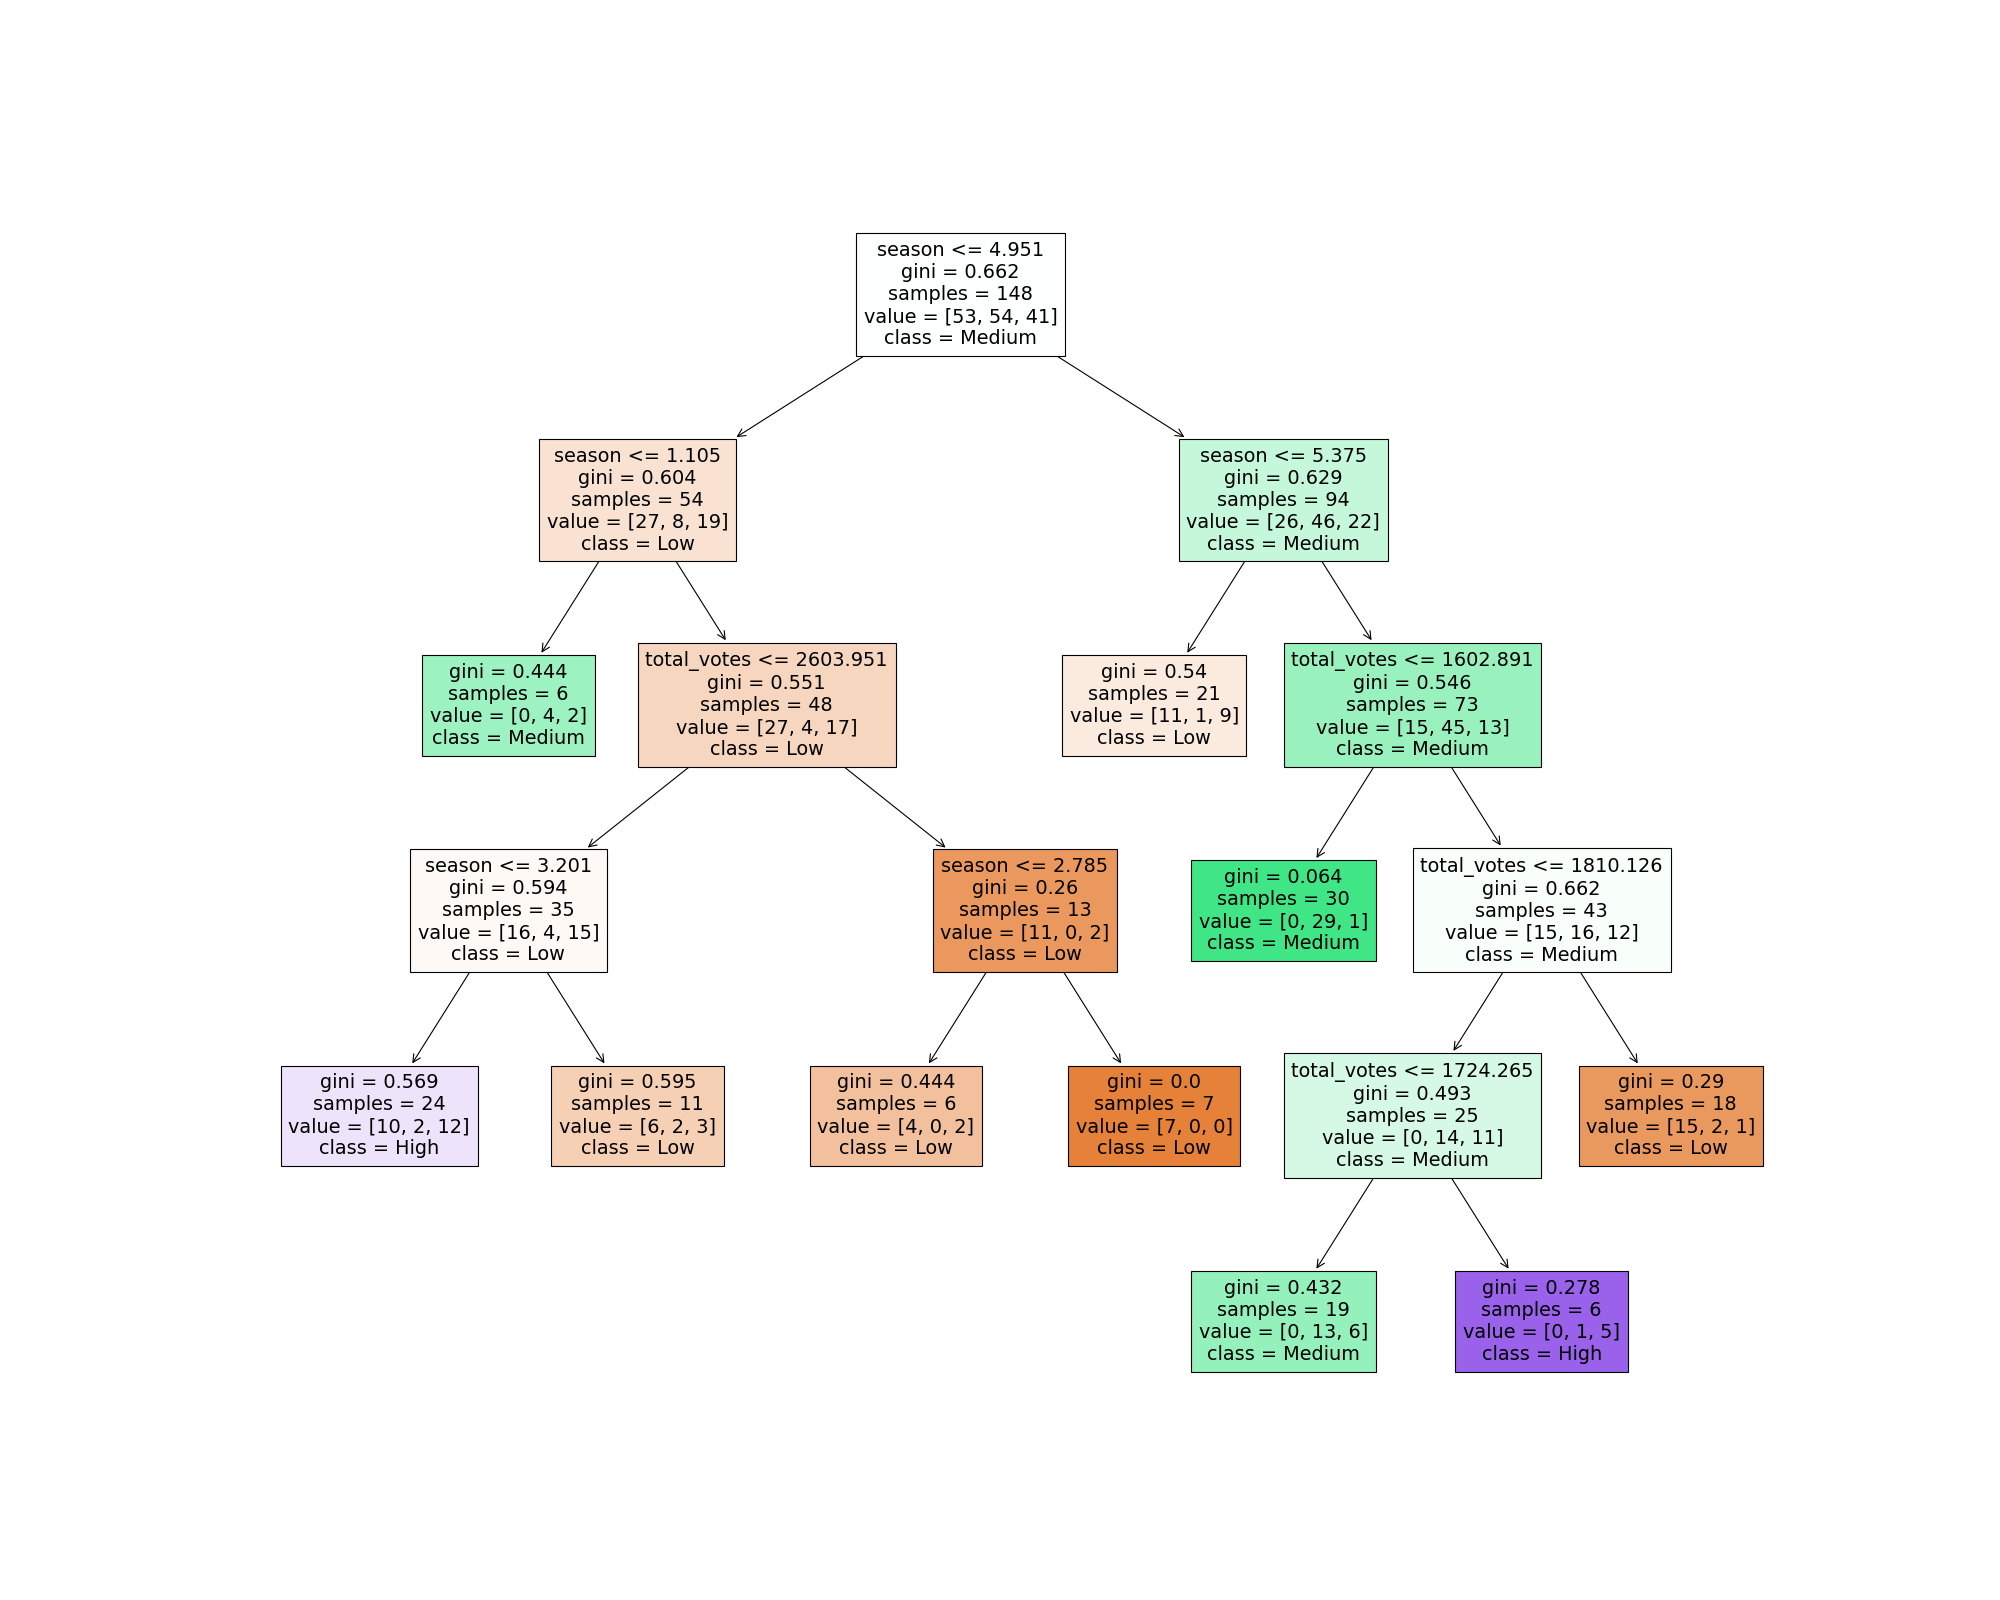 season <= 4.951
gini = 0.662
samples = 148
value = [53, 54, 41]
class = Medium
season <= 1.105
gini = 0.604
samples = 54
value = [27, 8, 19]
class = Low
season <= 5.375
gini = 0.629
samples = 94
value = [26, 46, 22]
class = Medium
gini = 0.444
samples = 6
value = [0, 4, 2]
class = Medium
total_votes <= 2603.951
gini = 0.551
samples = 48
value = [27, 4, 17]
class = Low
gini = 0.54
samples = 21
value = [11, 1, 9]
class = Low
total_votes <= 1602.891
gini = 0.546
samples = 73
value = [15, 45, 13]
class = Medium
season <= 3.201
gini = 0.594
samples = 35
value = [16, 4, 15]
class = Low
season <= 2.785
gini = 0.26
samples = 13
value = [11, 0, 2]
class = Low
gini = 0.064
samples = 30
value = [0, 29, 1]
class = Medium
total_votes <= 1810.126
gini = 0.662
samples = 43
value = [15, 16, 12]
class = Medium
gini = 0.569
samples = 24
value = [10, 2, 12]
class = High
gini = 0.595
samples = 11
value = [6, 2, 3]
class = Low
gini = 0.444
samples = 6
value = [4, 0, 2]
class = Low
gini = 0.0
samples = 7
value = [7, 0, 0]
class = Low
total_votes <= 1724.265
gini = 0.493
samples = 25
value = [0, 14, 11]
class = Medium
gini = 0.29
samples = 18
value = [15, 2, 1]
class = Low
gini = 0.432
samples = 19
value = [0, 13, 6]
class = Medium
gini = 0.278
samples = 6
value = [0, 1, 5]
class = High